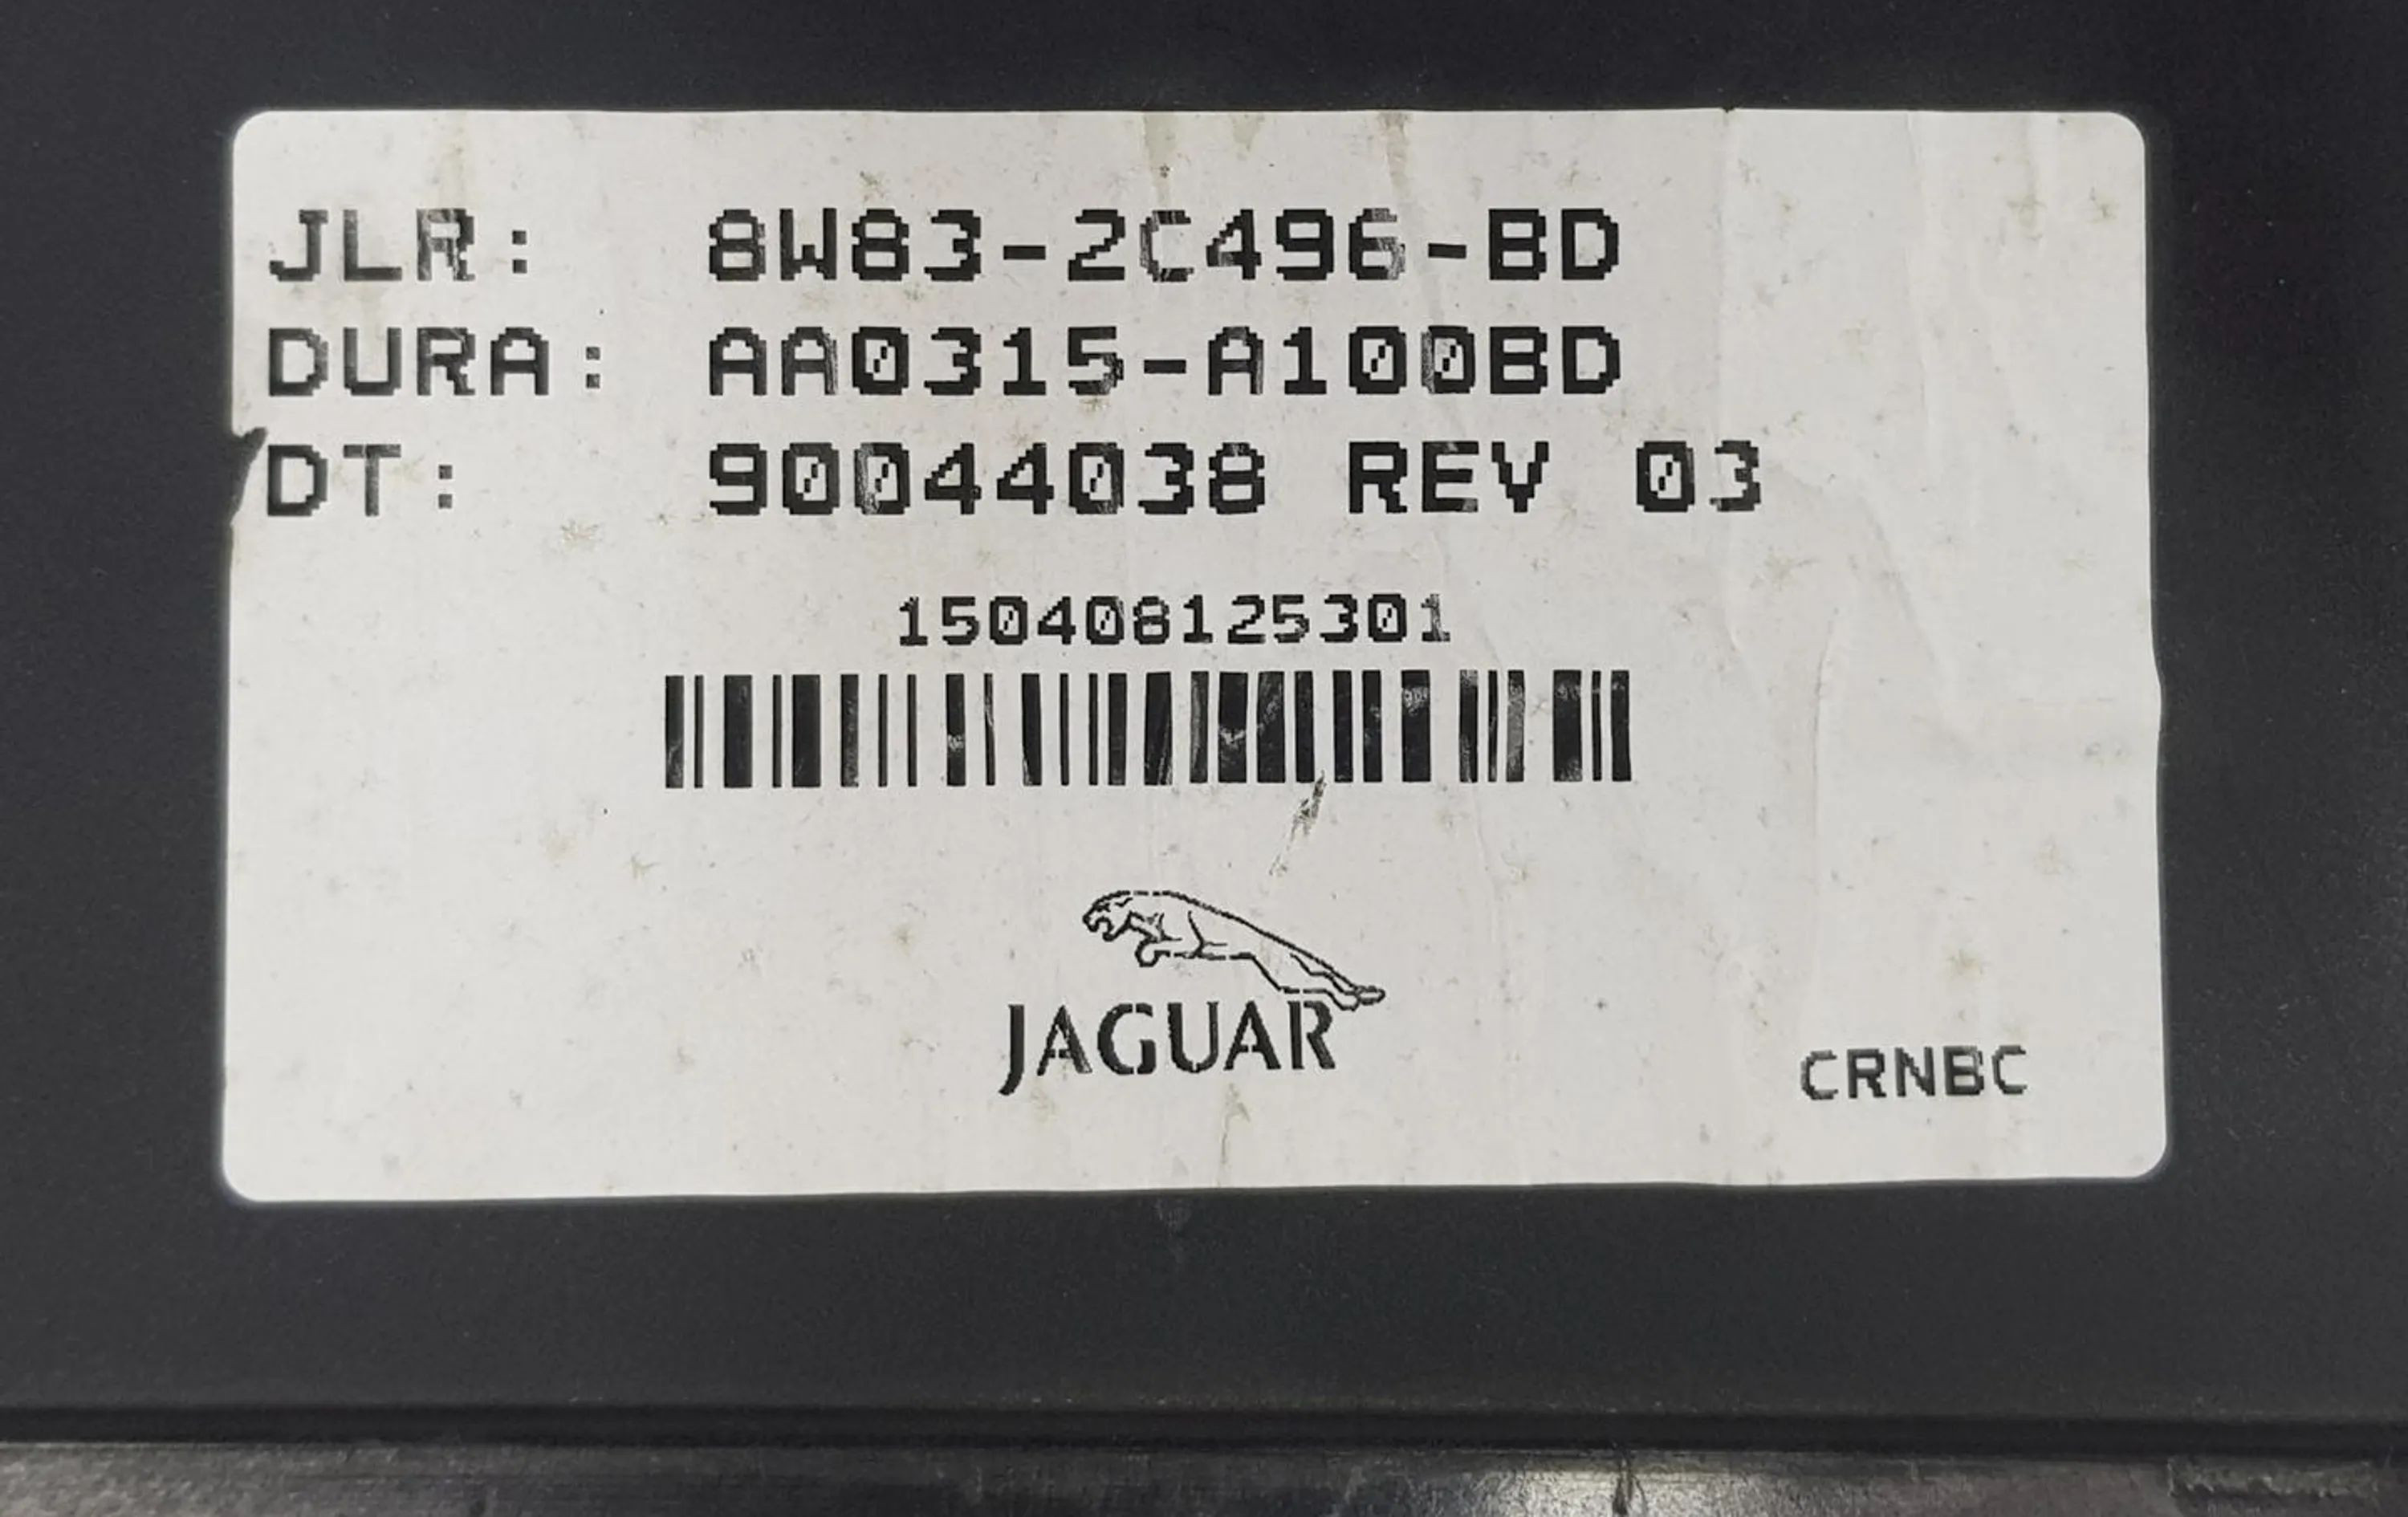 JLR: 8W83-2C496-BD
DURA: AA0315-A100BD
DT: 90044038 REV 03
150408125301
JAGUAR
CRNBC